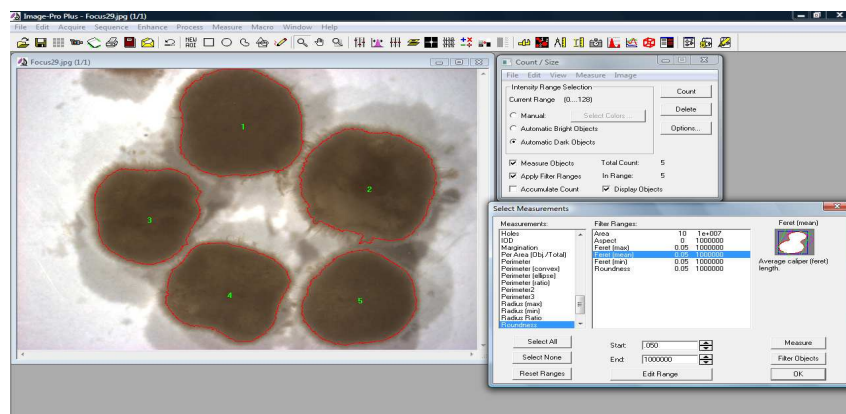 Image-Pro Plus - Focus29.jpg (1/1)
File Edit Acquire Sequence Enhance Process Measure Macro Window Help
NEW
AOI
Focus29.jpg (1/1)
1
2
3
4
5
Count / Size
File Edit View Measure Image
Intensity Range Selection
Current Range (0...128)
Manual: Select Colors...
Automatic Bright Objects
Automatic Dark Objects
Count
Delete
Options...
Measure Objects Total Count: 5
Apply Filter Ranges In Range: 5
Accumulate Count Display Objects
Select Measurements
Measurements:
Holes
IOD
Margination
Per Area (Obj./Total)
Perimeter
Perimeter (convex)
Perimeter (ellipse)
Perimeter (ratio)
Perimeter2
Perimeter3
Radius (max)
Radius (min)
Radius Ratio
Roundness
Filter Ranges:
Area 10 1e+007
Aspect 0 1000000
Feret (max) 0.05 1000000
Feret (mean) 0.05 1000000
Feret (min) 0.05 1000000
Roundness 0.05 1000000
Feret (mean)
Average caliper (feret)
length.
Select All
Select None
Reset Ranges
Start: .050
End: 1000000
Edit Range
Measure
Filter Objects
OK